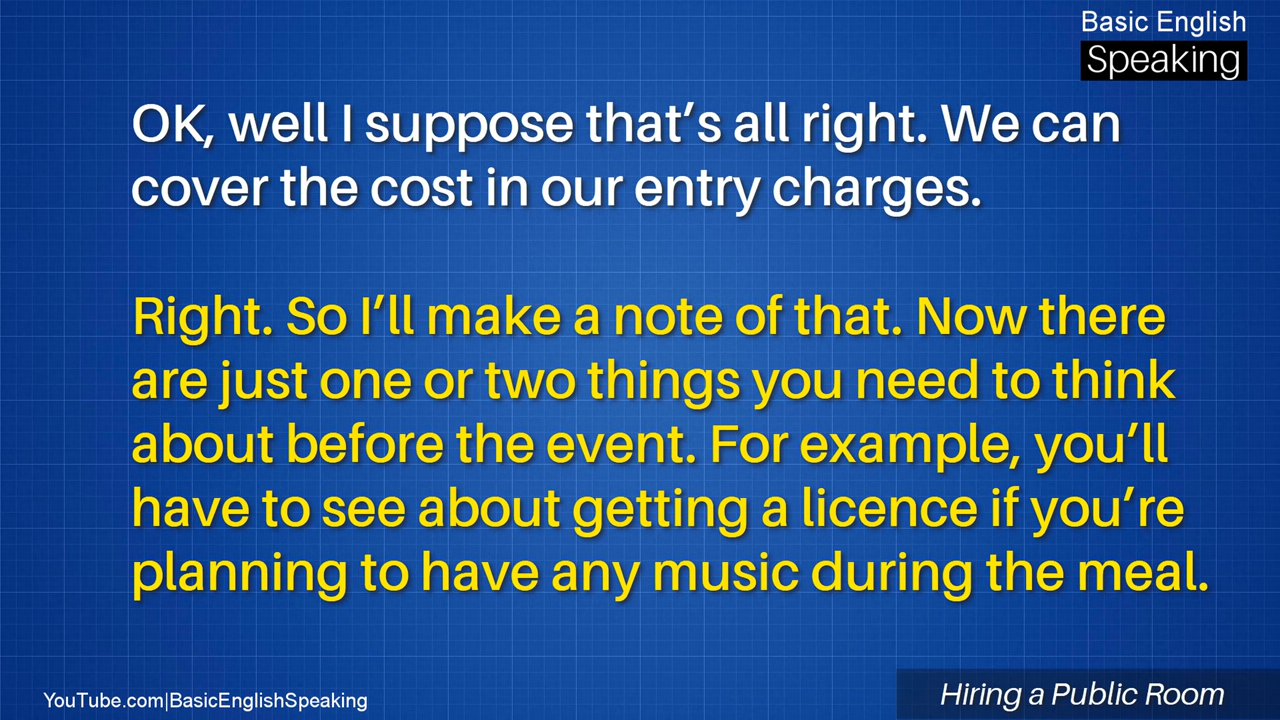 Basic English
Speaking
OK, well I suppose that’s all right. We can
cover the cost in our entry charges.
Right. So I’ll make a note of that. Now there
are just one or two things you need to think
about before the event. For example, you’ll
have to see about getting a licence if you’re
planning to have any music during the meal.
YouTube.com|BasicEnglishSpeaking
Hiring a Public Room